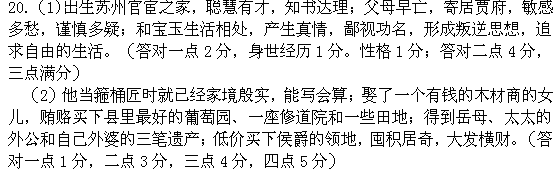 20. (1)出生苏州官宦之家，聪慧有才，知书达理；父母早亡，寄居贾府，敏感
多愁，谨慎多疑；和宝玉生活相处，产生真情，鄙视功名，形成叛逆思想，追
求自由的生活。（答对一点2分，身世经历1分。性格1分；答对二点4分，
三点满分）
(2) 他当箍桶匠时就已经家境殷实，能写会算；娶了一个有钱的木材商的女
儿，贿赂买下县里最好的葡萄园、一座修道院和一些田地；得到岳母、太太的
外公和自己外婆的三笔遗产；低价买下侯爵的领地，囤积居奇，大发横财。（答
对一点1分，二点3分，三点4分，四点5分）